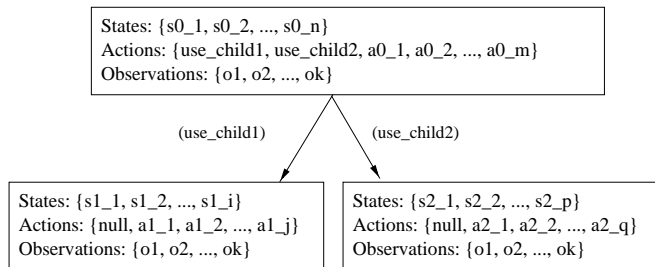 States: {s0_1, s0_2, ..., s0_n}
Actions: {use_child1, use_child2, a0_1, a0_2, ..., a0_m}
Observations: {o1, o2, ..., ok}
(use_child1)
(use_child2)
States: {s1_1, s1_2, ..., s1_i}
Actions: {null, a1_1, a1_2, ..., a1_j}
Observations: {o1, o2, ..., ok}
States: {s2_1, s2_2, ..., s2_p}
Actions: {null, a2_1, a2_2, ..., a2_q}
Observations: {o1, o2, ..., ok}